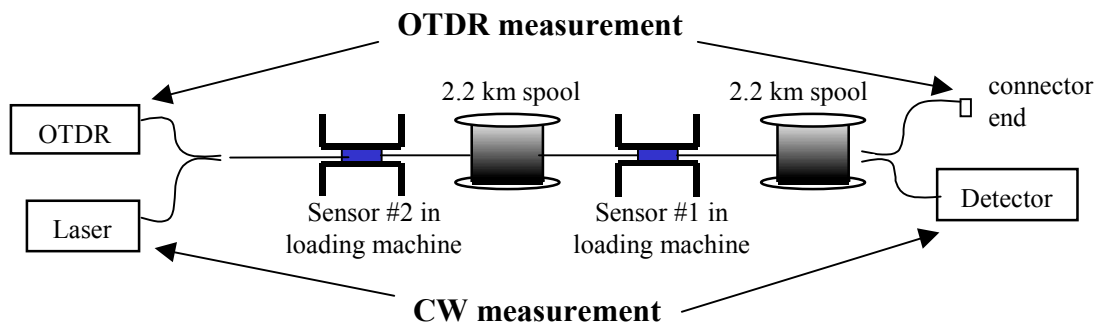 OTDR measurement
2.2 km spool
2.2 km spool
connector
end
OTDR
Laser
Sensor #2 in
loading machine
Sensor #1 in
loading machine
Detector
CW measurement